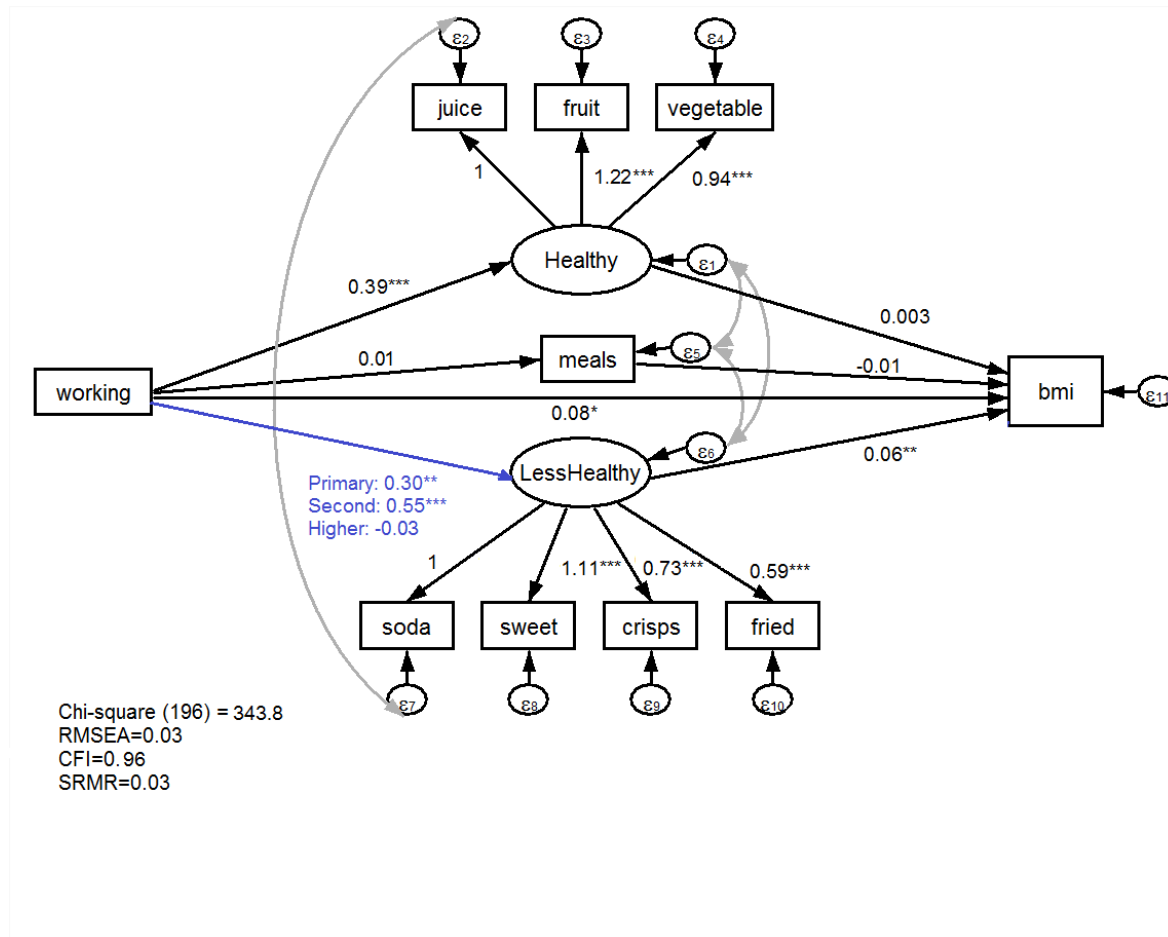 ε2
ε3
ε4
juice
fruit
vegetable
1
1.22***
0.94***
Healthy
ε1
0.39***
0.003
0.01
meals
ε5
-0.01
working
bmi
ε11
0.08*
LessHealthy
ε6
0.06**
Primary: 0.30**
Second: 0.55***
Higher: -0.03
1
1.11***
0.73***
0.59***
soda
sweet
crisps
fried
ε7
ε8
ε9
ε10
Chi-square (196) = 343.8
RMSEA=0.03
CFI=0.96
SRMR=0.03